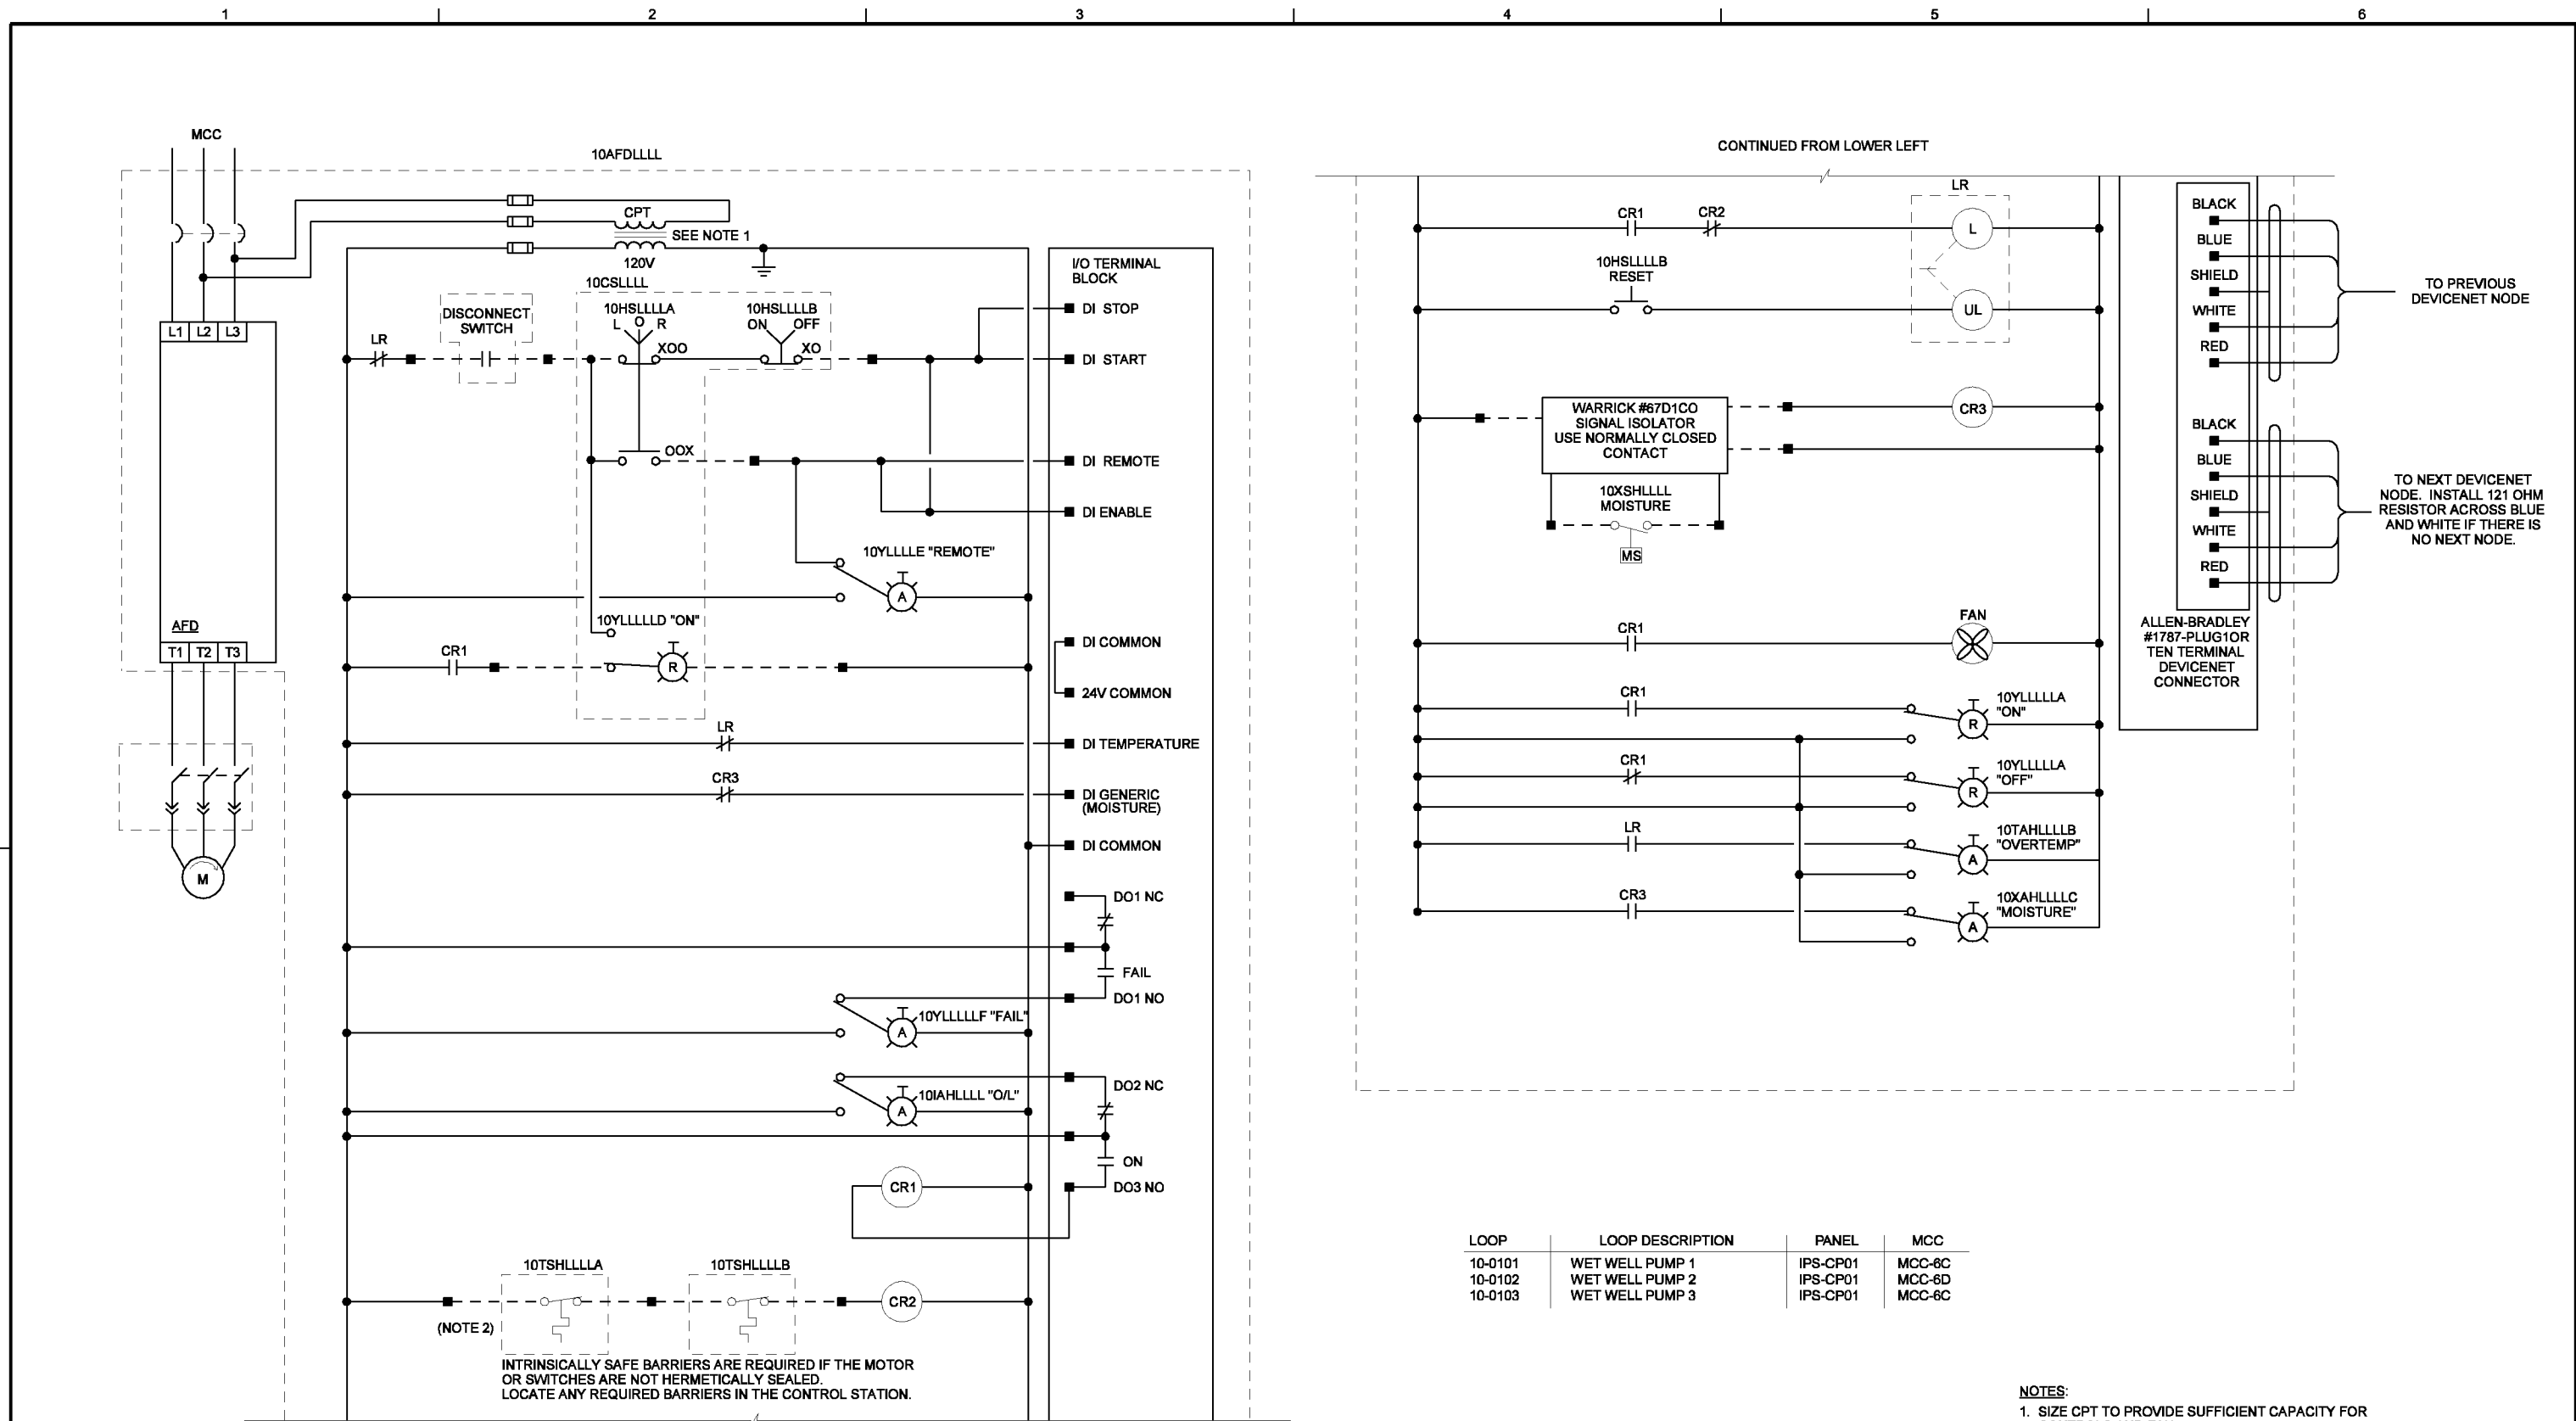 1
2
3
4
5
6
MCC
10AFDLLLL
CPT
SEE NOTE 1
120V
10CSLLLL
DISCONNECT
SWITCH
10HSLLLLA
L O R
XOO
10HSLLLLB
ON OFF
XO
LR
OOX
I/O TERMINAL
BLOCK
DI STOP
DI START
DI REMOTE
DI ENABLE
L1 L2 L3
AFD
T1 T2 T3
M
10YLLLLE "REMOTE"
A
10YLLLLLD "ON"
CR1
R
DI COMMON
24V COMMON
LR
DI TEMPERATURE
CR3
DI GENERIC
(MOISTURE)
DI COMMON
DO1 NC
FAIL
DO1 NO
10YLLLLLF "FAIL"
A
DO2 NC
10IAHLLLL "O/L"
A
ON
DO3 NO
CR1
10TSHLLLLA
10TSHLLLLB
CR2
(NOTE 2)
INTRINSICALLY SAFE BARRIERS ARE REQUIRED IF THE MOTOR
OR SWITCHES ARE NOT HERMETICALLY SEALED.
LOCATE ANY REQUIRED BARRIERS IN THE CONTROL STATION.
CONTINUED FROM LOWER LEFT
LR
CR1
CR2
L
10HSLLLLB
RESET
UL
WARRICK #67D1CO
SIGNAL ISOLATOR
USE NORMALLY CLOSED
CONTACT
CR3
10XSHLLLL
MOISTURE
MS
CR1
FAN
CR1
10YLLLLLA
"ON"
R
CR1
10YLLLLLA
"OFF"
R
LR
10TAHLLLLB
"OVERTEMP"
A
CR3
10XAHLLLLC
"MOISTURE"
A
BLACK
BLUE
SHIELD
WHITE
RED
TO PREVIOUS
DEVICENET NODE
BLACK
BLUE
SHIELD
WHITE
RED
TO NEXT DEVICENET
NODE. INSTALL 121 OHM
RESISTOR ACROSS BLUE
AND WHITE IF THERE IS
NO NEXT NODE.
ALLEN-BRADLEY
#1787-PLUG1OR
TEN TERMINAL
DEVICENET
CONNECTOR
LOOP LOOP DESCRIPTION PANEL MCC
10-0101 WET WELL PUMP 1 IPS-CP01 MCC-6C
10-0102 WET WELL PUMP 2 IPS-CP01 MCC-6D
10-0103 WET WELL PUMP 3 IPS-CP01 MCC-6C
NOTES:
1. SIZE CPT TO PROVIDE SUFFICIENT CAPACITY FOR